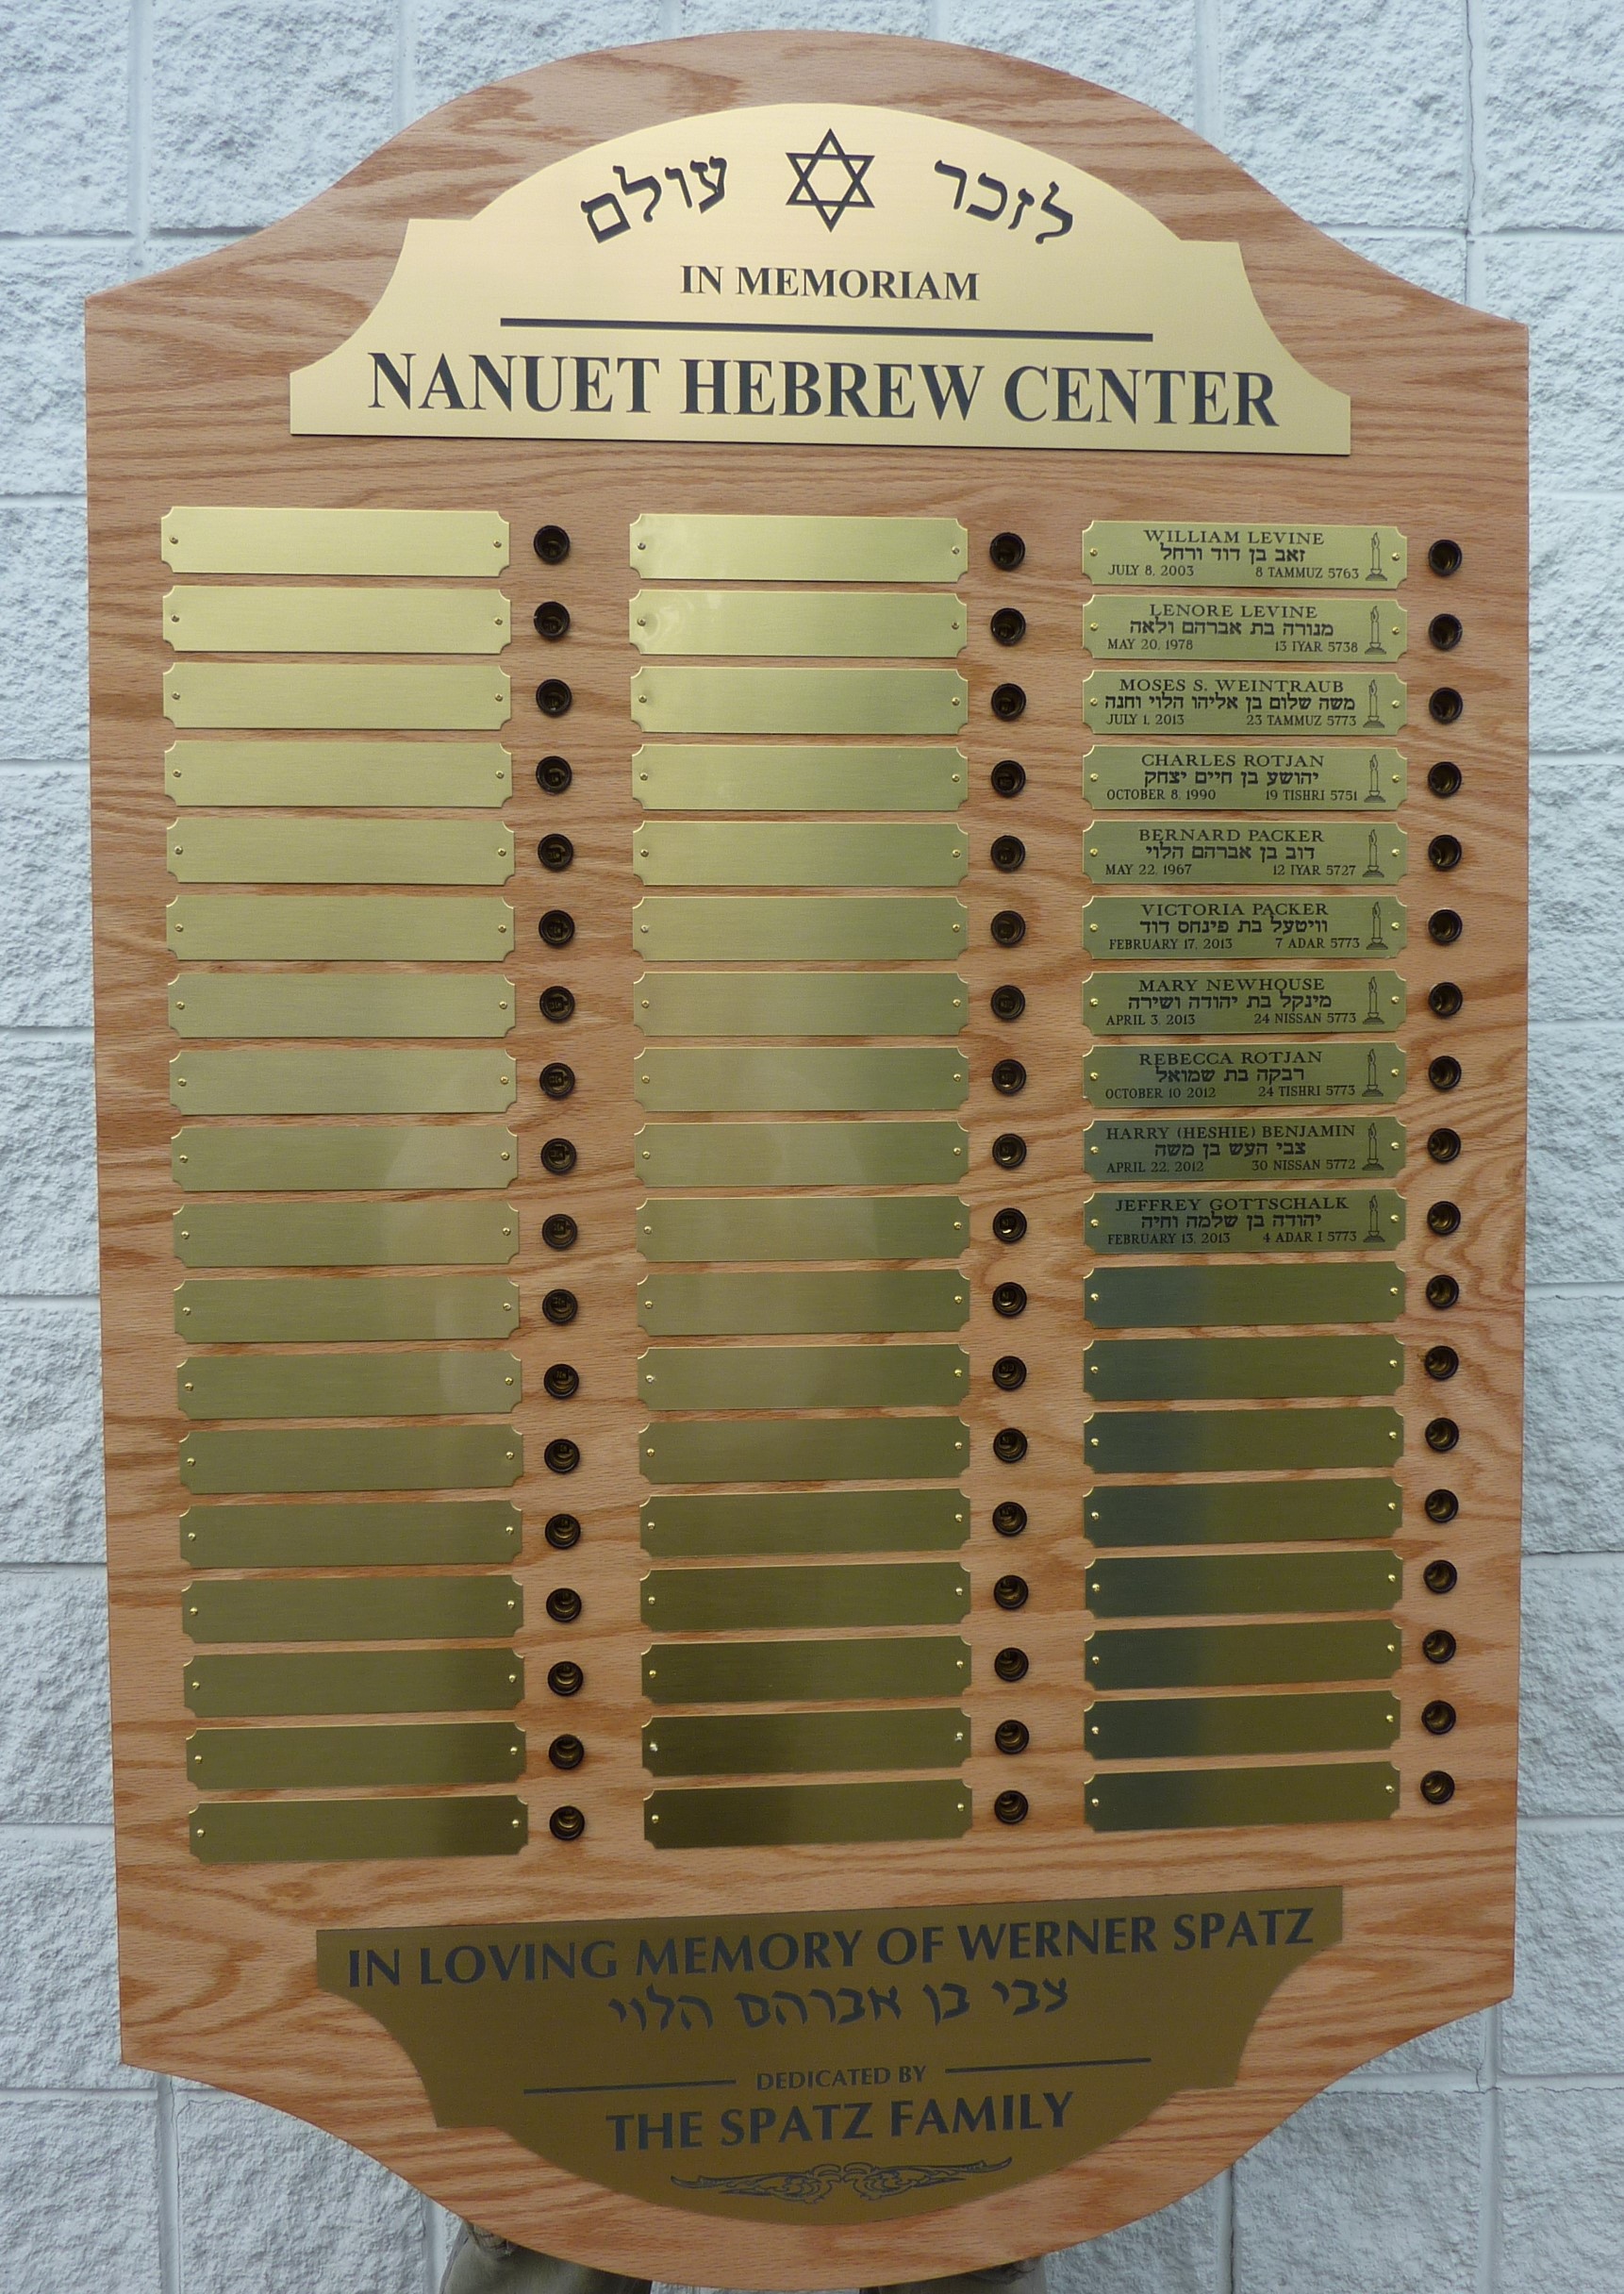 לזכר עולם
IN MEMORIAM
NANUET HEBREW CENTER
WILLIAM LEVINE
זאב בן דוד ורחל
JULY 8, 2003 8 TAMMUZ 5763
LENORE LEVINE
מנורה בת אברהם ולאה
MAY 20, 1978 13 IYAR 5738
MOSES S. WEINTRAUB
משה שלום בן אליהו הלוי וחנה
JULY 1, 2013 23 TAMMUZ 5773
CHARLES ROTJAN
יהושע בן חיים יצחק
OCTOBER 8, 1990 19 TISHRI 5751
BERNARD PACKER
דוב בן אברהם הלוי
MAY 22, 1967 12 IYAR 5727
VICTORIA PACKER
וויטעל בת פינחס דוד
FEBRUARY 17, 2013 7 ADAR 5773
MARY NEWHOUSE
מינקל בת יהודה ושירה
APRIL 3, 2013 24 NISSAN 5773
REBECCA ROTJAN
רבקה בת שמואל
OCTOBER 10 2012 24 TISHRI 5773
HARRY (HESHIE) BENJAMIN
צבי העש בן משה
APRIL 22, 2012 30 NISSAN 5772
JEFFREY GOTTSCHALK
יהודה בן שלמה וחיה
FEBRUARY 13, 2013 4 ADAR I 5773
IN LOVING MEMORY OF WERNER SPATZ
צבי בן אברהם הלוי
DEDICATED BY
THE SPATZ FAMILY